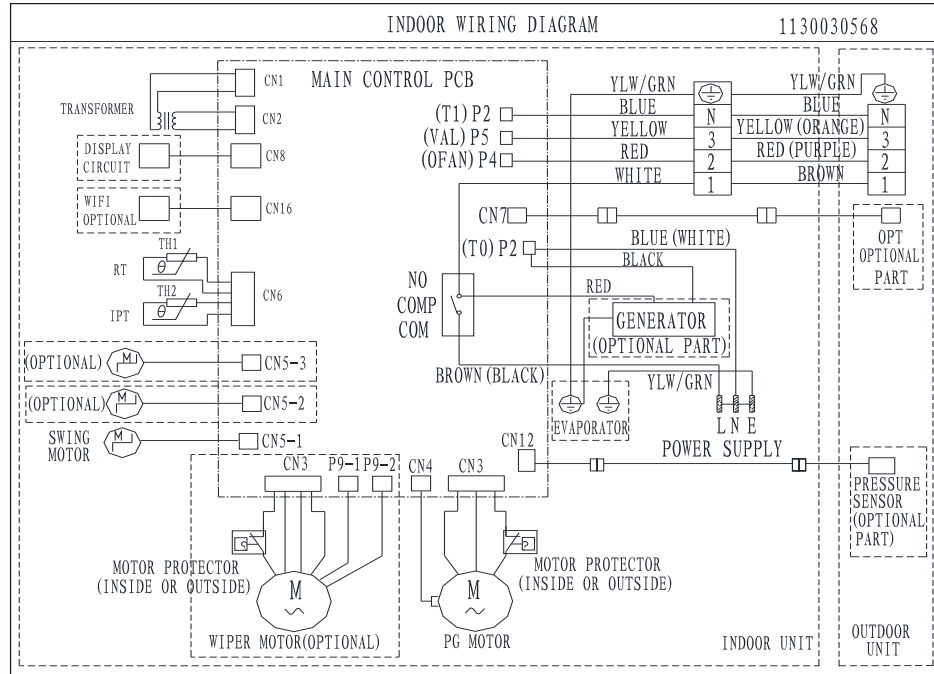 INDOOR WIRING DIAGRAM
1130030568
MAIN CONTROL PCB
TRANSFORMER
CN1
CN2
DISPLAY
CIRCUIT
CN8
WIFI
OPTIONAL
CN16
TH1
RT
TH2
IPT
CN6
(OPTIONAL)
CN5-3
(OPTIONAL)
CN5-2
SWING
MOTOR
CN5-1
(T1) P2
(VAL) P5
(OFAN) P4
YLW/GRN
BLUE
YELLOW
RED
WHITE
N
3
2
1
YLW/GRN
BLUE
YELLOW(ORANGE)
RED(PURPLE)
BROWN
N
3
2
1
CN7
OPT
OPTIONAL
PART
(T0) P2
BLUE(WHITE)
BLACK
NO
COMP
COM
RED
GENERATOR
(OPTIONAL PART)
BROWN(BLACK)
YLW/GRN
EVAPORATOR
L N E
POWER SUPPLY
CN12
PRESSURE
SENSOR
(OPTIONAL
PART)
CN3
P9-1
P9-2
CN4
CN3
MOTOR PROTECTOR
(INSIDE OR OUTSIDE)
M
WIPER MOTOR(OPTIONAL)
MOTOR PROTECTOR
(INSIDE OR OUTSIDE)
M
PG MOTOR
INDOOR UNIT
OUTDOOR
UNIT